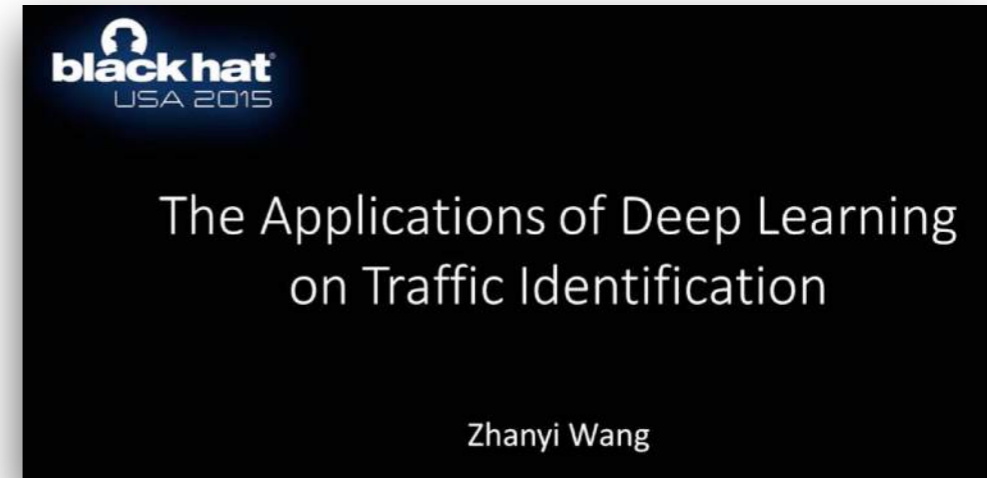 black hat®
USA 2015
The Applications of Deep Learning
on Traffic Identification
Zhanyi Wang